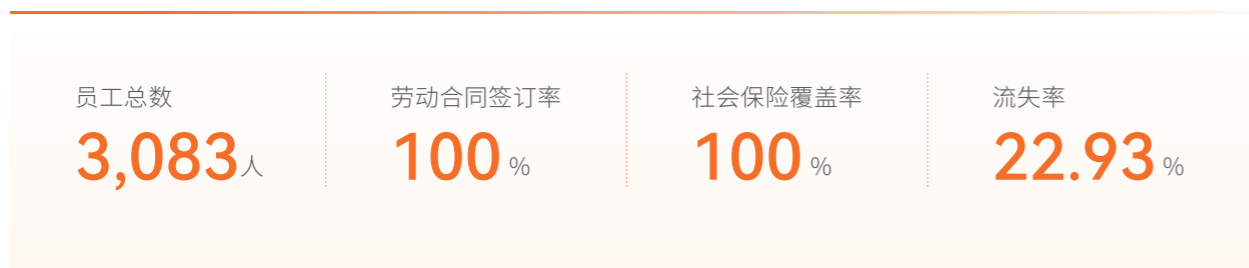 员工总数
3,083人
劳动合同签订率
100 %
社会保险覆盖率
100 %
流失率
22.93 %